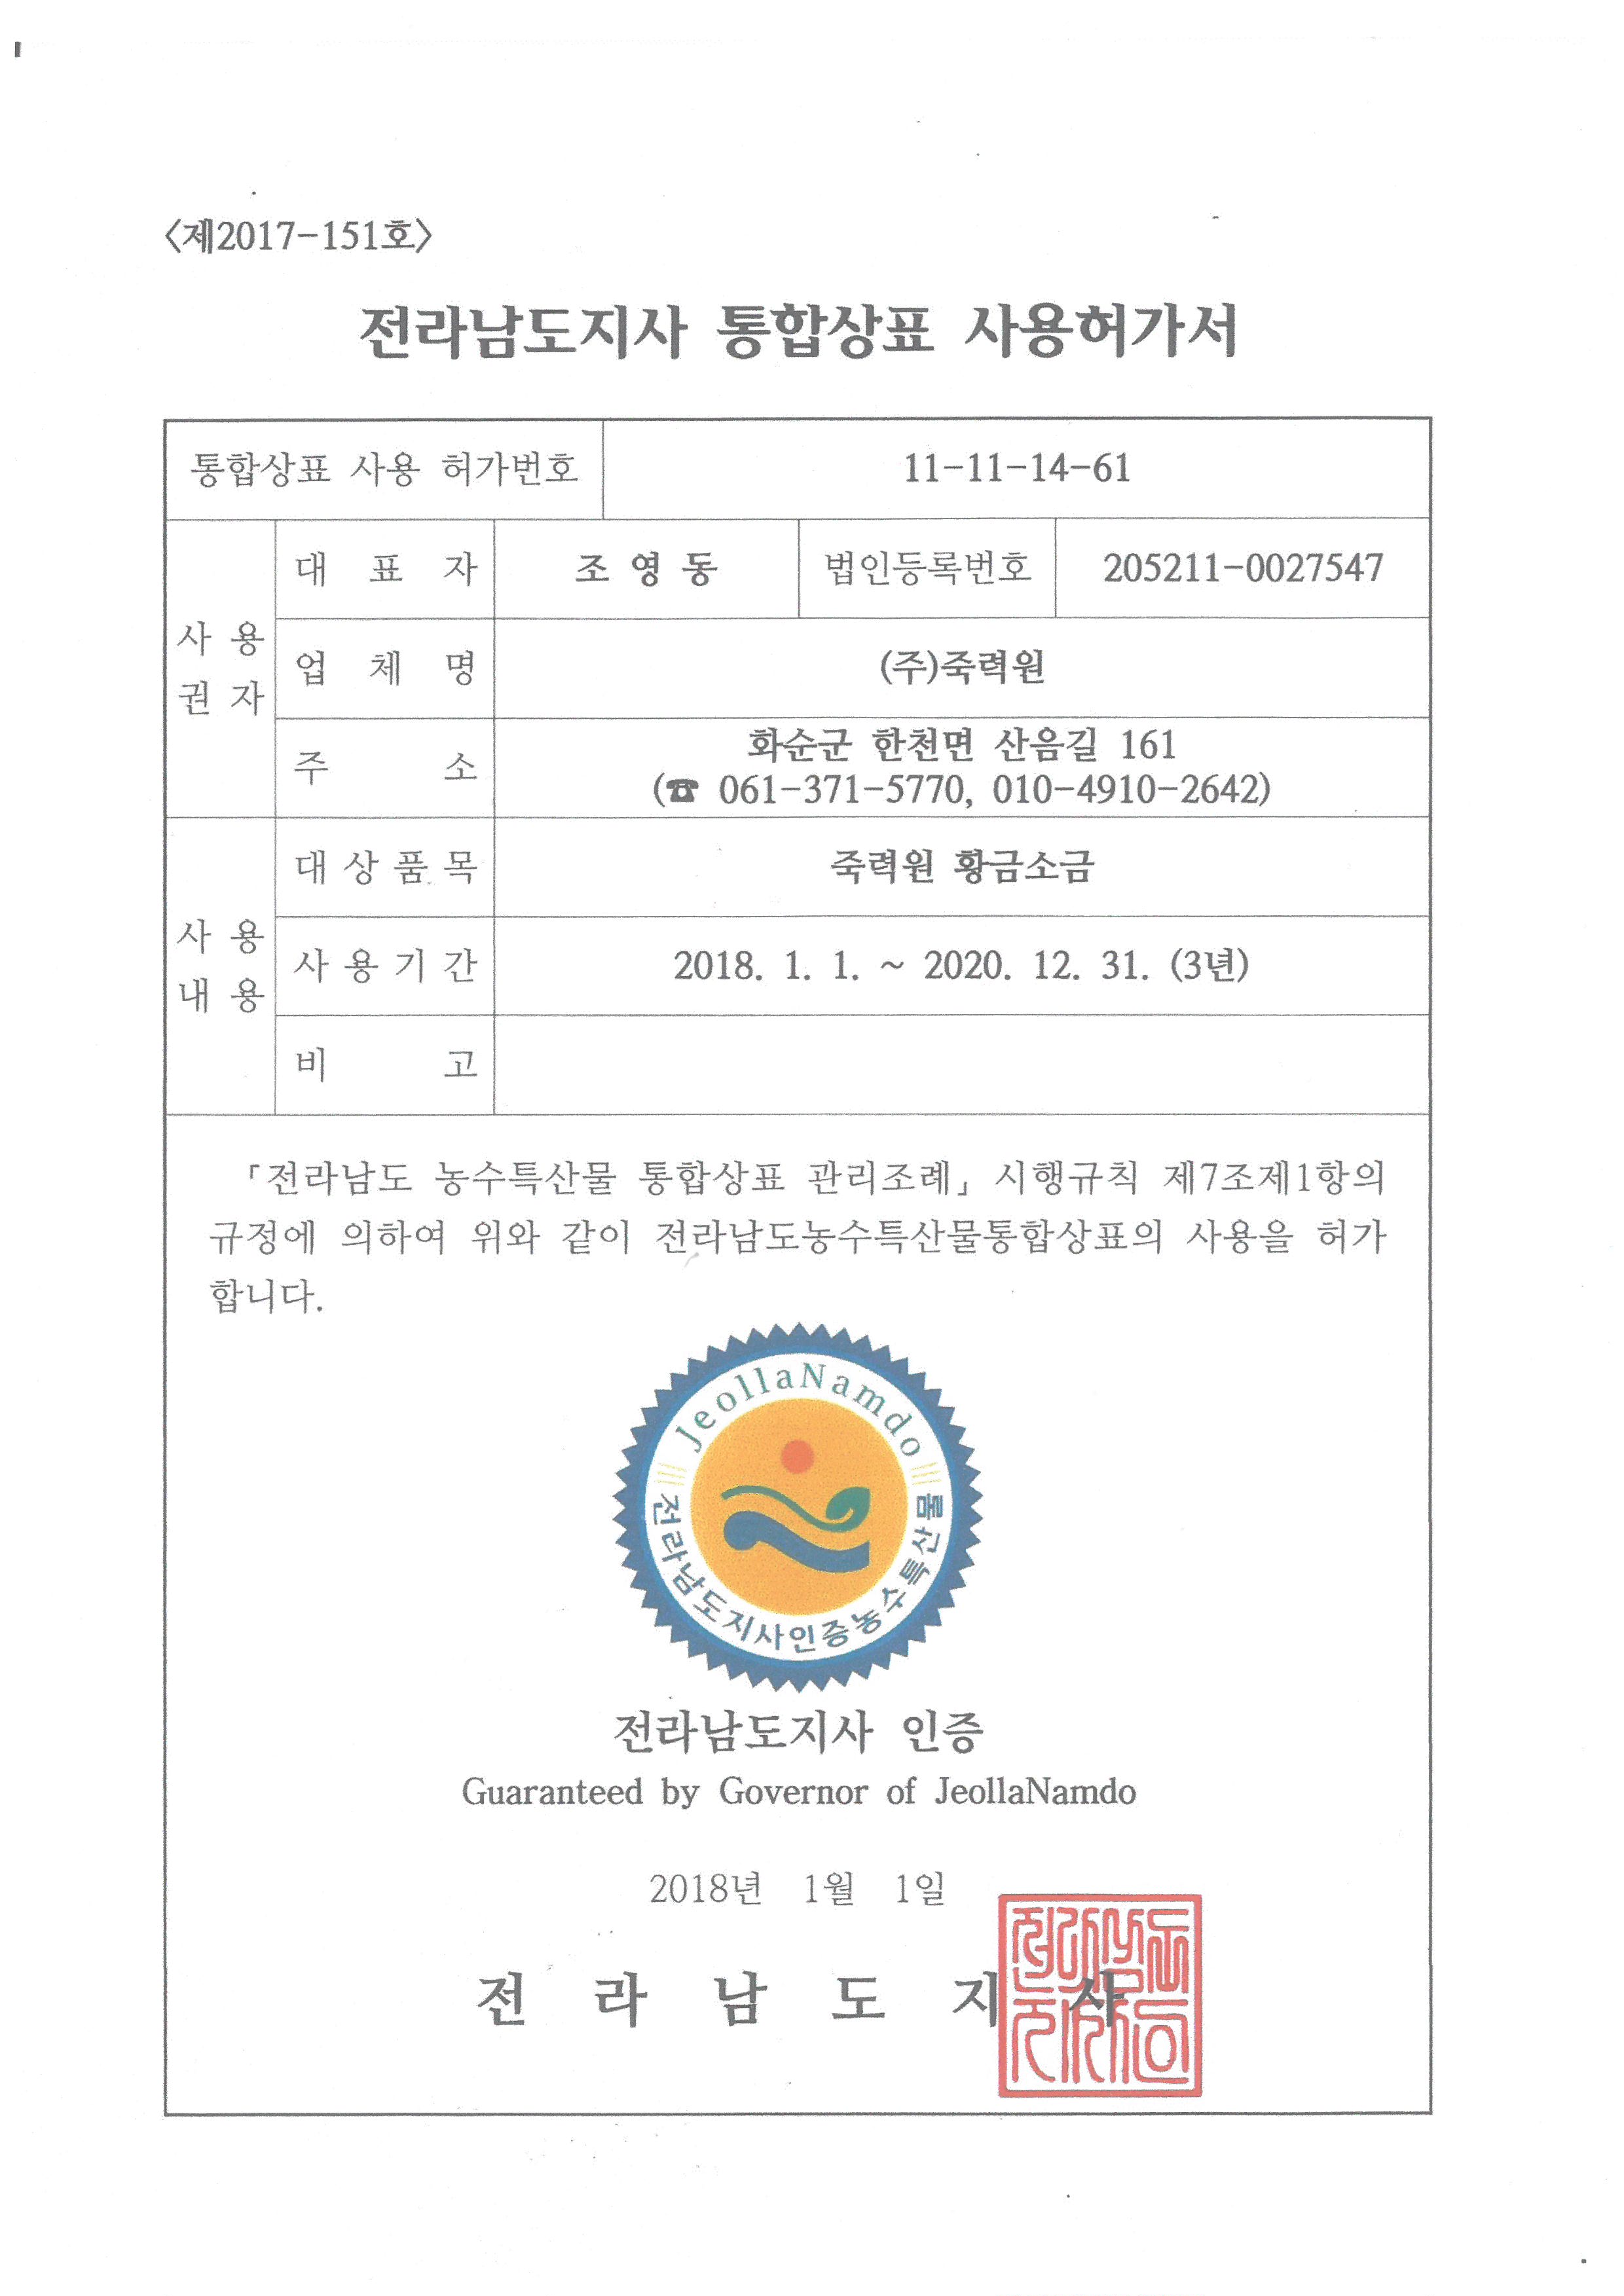 〈제2017-151호〉
전라남도지사 통합상표 사용허가서
통합상표 사용 허가번호 11-11-14-61
사 용 권 자
대 표 자 조 영 동 법인등록번호 205211-0027547
업 체 명 (주)죽력원
주 소 화순군 한천면 산음길 161
(☎ 061-371-5770, 010-4910-2642)
사 용 내 용
대 상 품 목 죽력원 황금소금
사 용 기 간 2018. 1. 1. ~ 2020. 12. 31. (3년)
비 고
「전라남도 농수특산물 통합상표 관리조례」 시행규칙 제7조제1항의
규정에 의하여 위와 같이 전라남도농수특산물통합상표의 사용을 허가
합니다.
JeollaNamdo
전라남도지사인증농수특산물
전라남도지사 인증
Guaranteed by Governor of JeollaNamdo
2018년 1월 1일
전 라 남 도 지 사